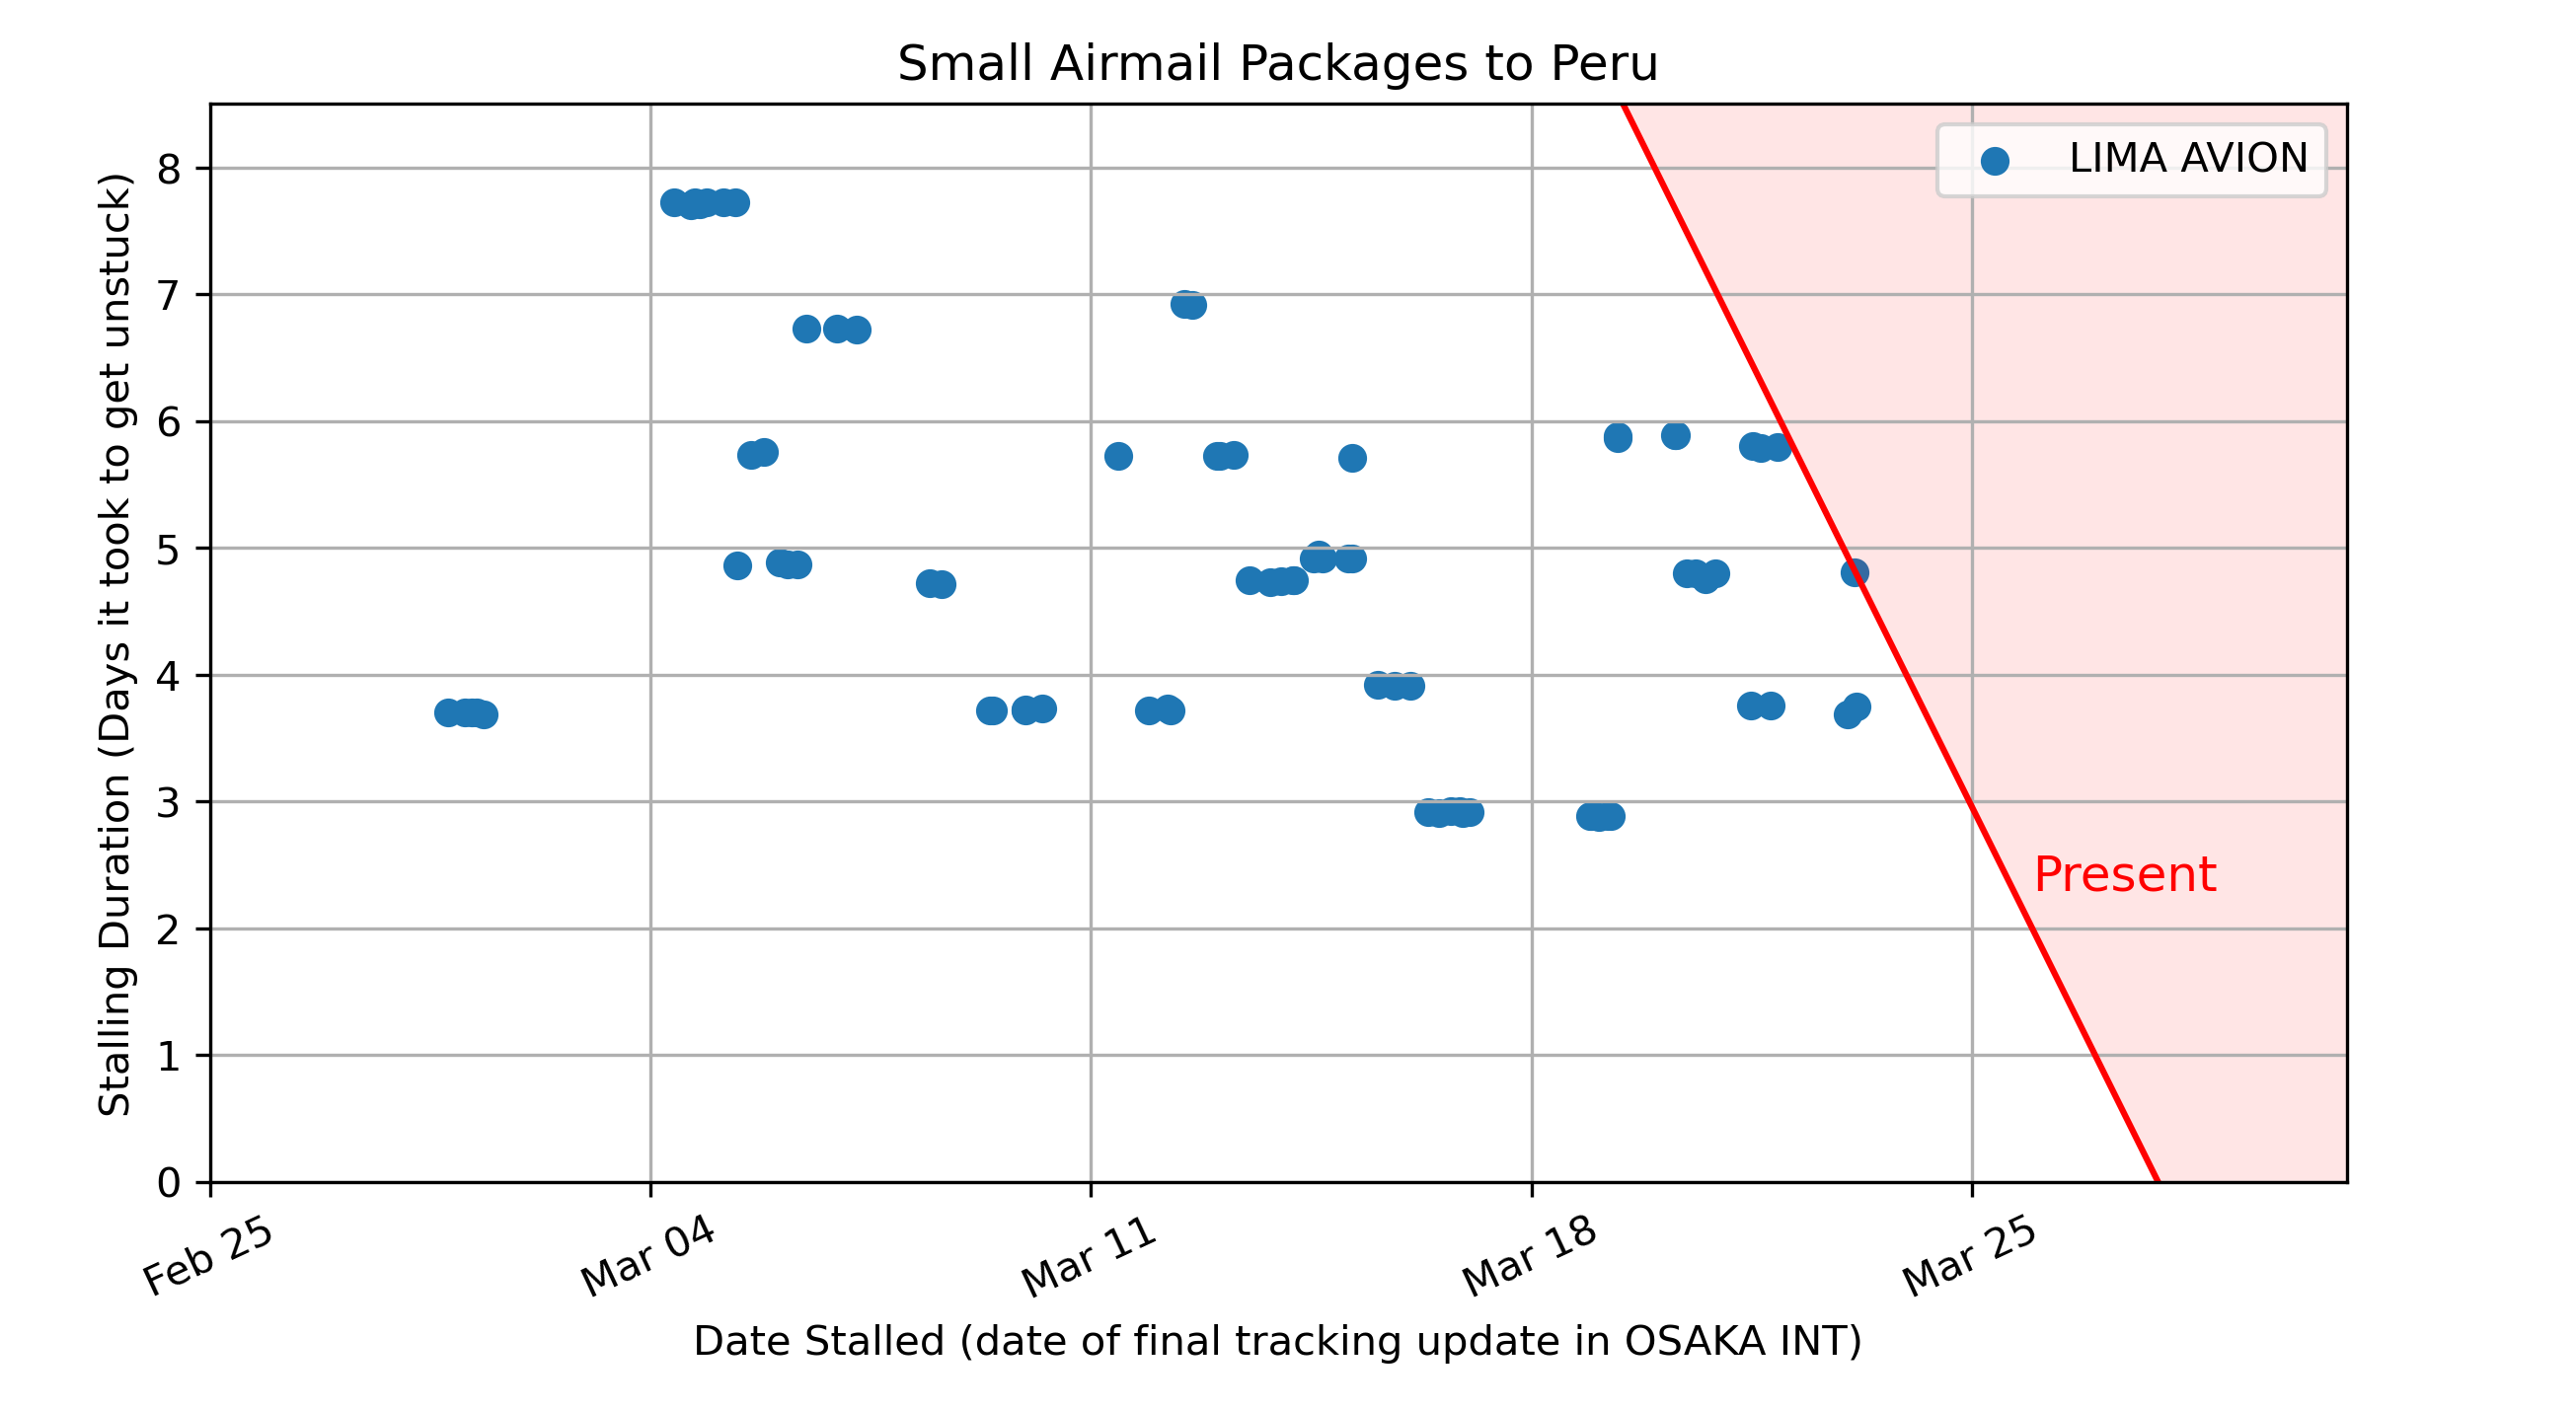 Small Airmail Packages to Peru
LIMA AVION
Stalling Duration (Days it took to get unstuck)
8
7
6
5
4
3
2
1
0
Present
Feb 25
Mar 04
Mar 11
Mar 18
Mar 25
Date Stalled (date of final tracking update in OSAKA INT)